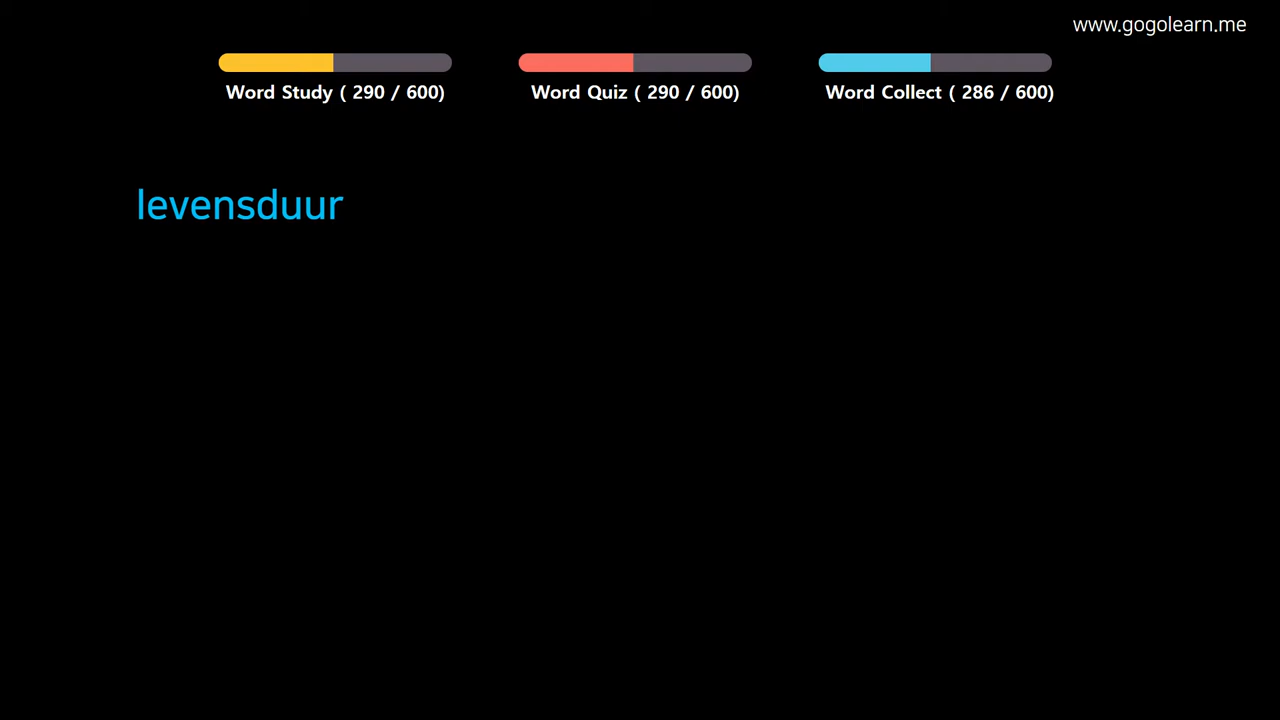 www.gogolearn.me
Word Study ( 290 / 600)
Word Quiz ( 290 / 600)
Word Collect ( 286 / 600)
levensduur